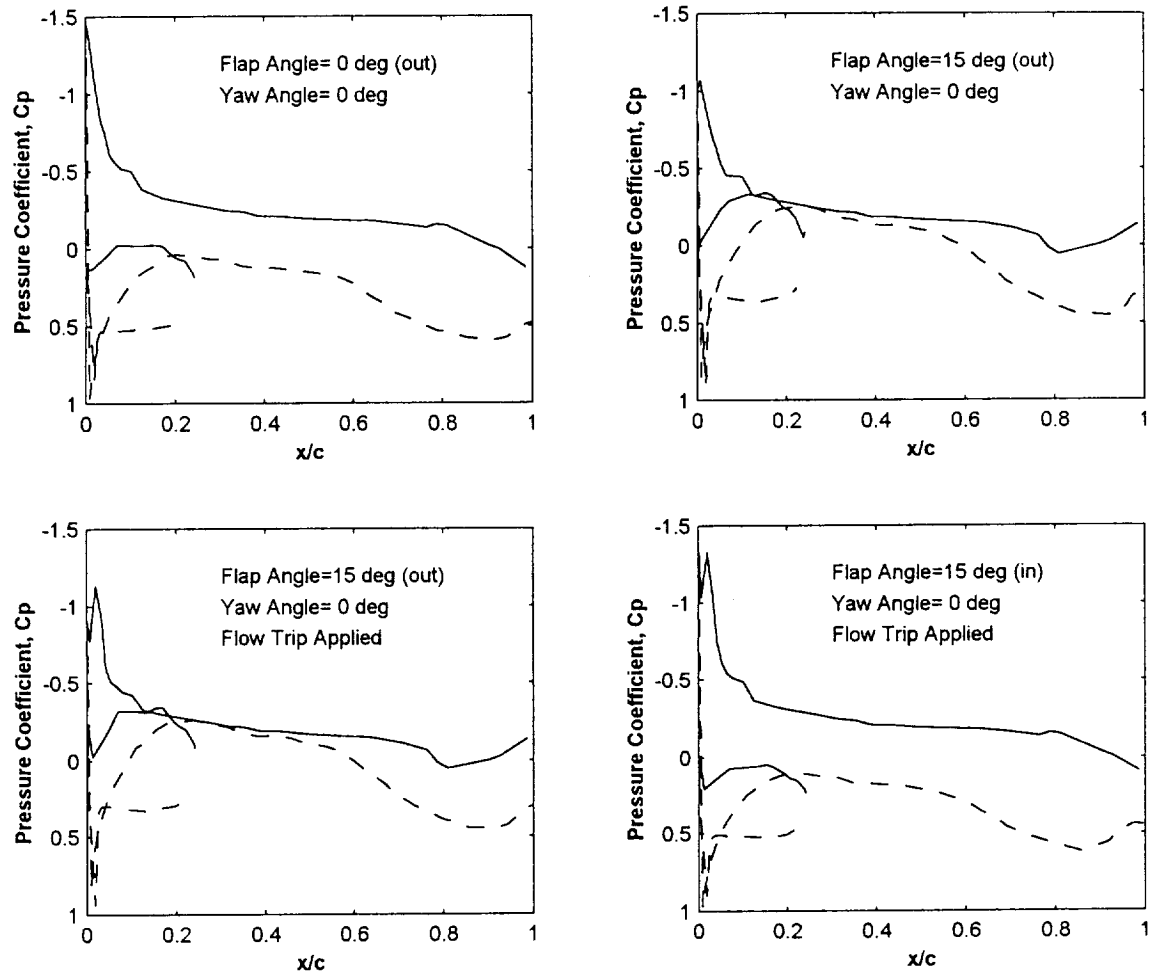 -1.5
-1
-0.5
0
0.5
1
Pressure Coefficient, Cp
Flap Angle= 0 deg (out)
Yaw Angle= 0 deg
0
0.2
0.4
0.6
0.8
1
x/c
-1.5
-1
-0.5
0
0.5
1
Pressure Coefficient, Cp
Flap Angle=15 deg (out)
Yaw Angle= 0 deg
0
0.2
0.4
0.6
0.8
1
x/c
-1.5
-1
-0.5
0
0.5
1
Pressure Coefficient, Cp
Flap Angle=15 deg (out)
Yaw Angle= 0 deg
Flow Trip Applied
0
0.2
0.4
0.6
0.8
1
x/c
-1.5
-1
-0.5
0
0.5
1
Pressure Coefficient, Cp
Flap Angle=15 deg (in)
Yaw Angle= 0 deg
Flow Trip Applied
0
0.2
0.4
0.6
0.8
1
x/c